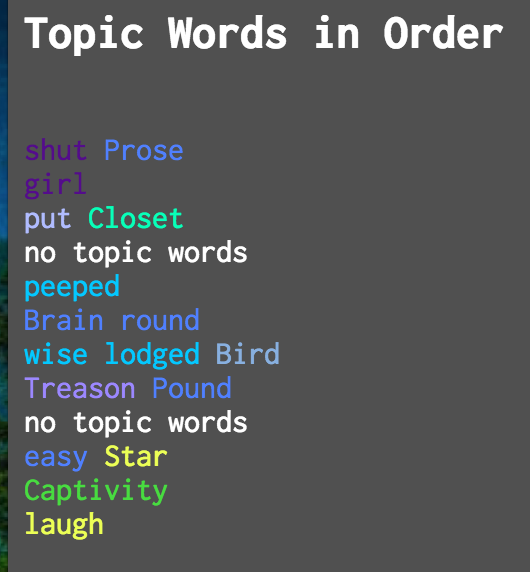 Topic Words in Order
shut Prose
girl
put Closet
no topic words
peeped
Brain round
wise lodged Bird
Treason Pound
no topic words
easy Star
Captivity
laugh